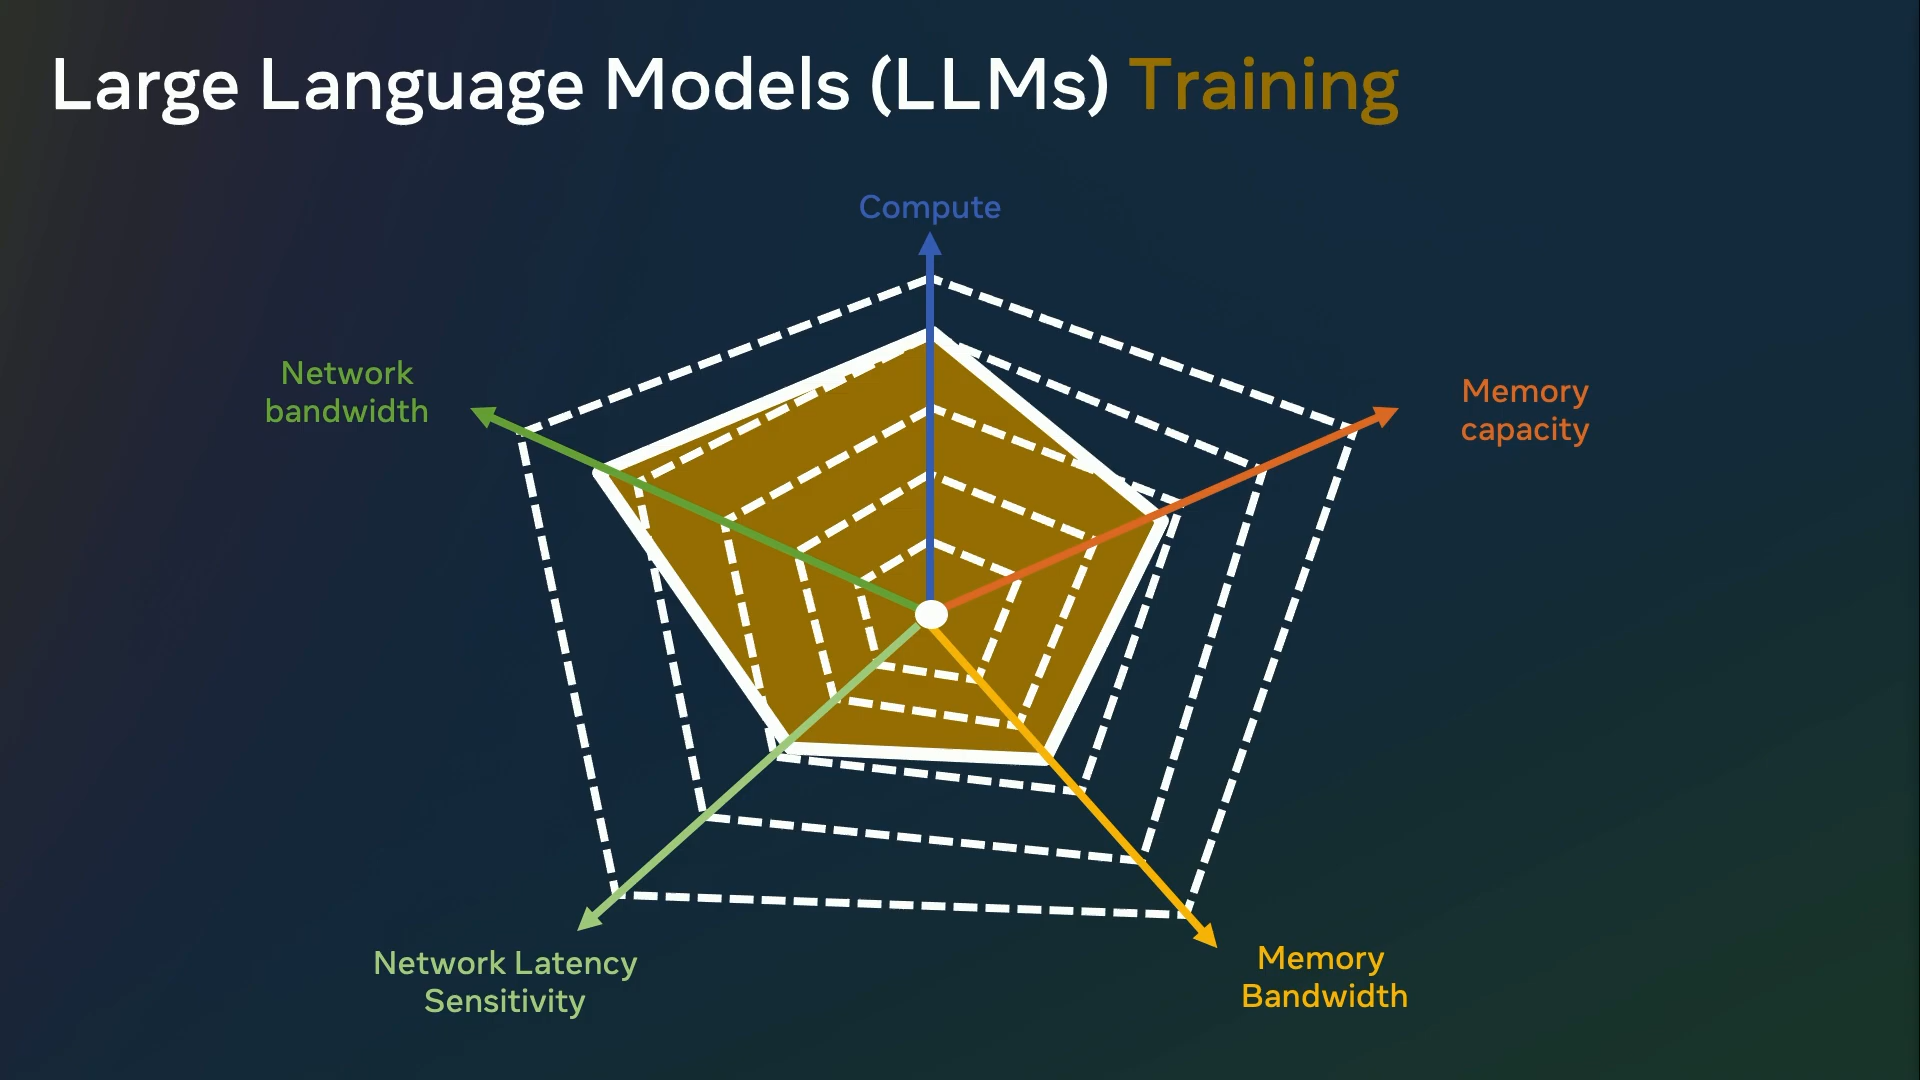 Large Language Models (LLMs) Training
Compute
Network
bandwidth
Memory
capacity
Network Latency
Sensitivity
Memory
Bandwidth